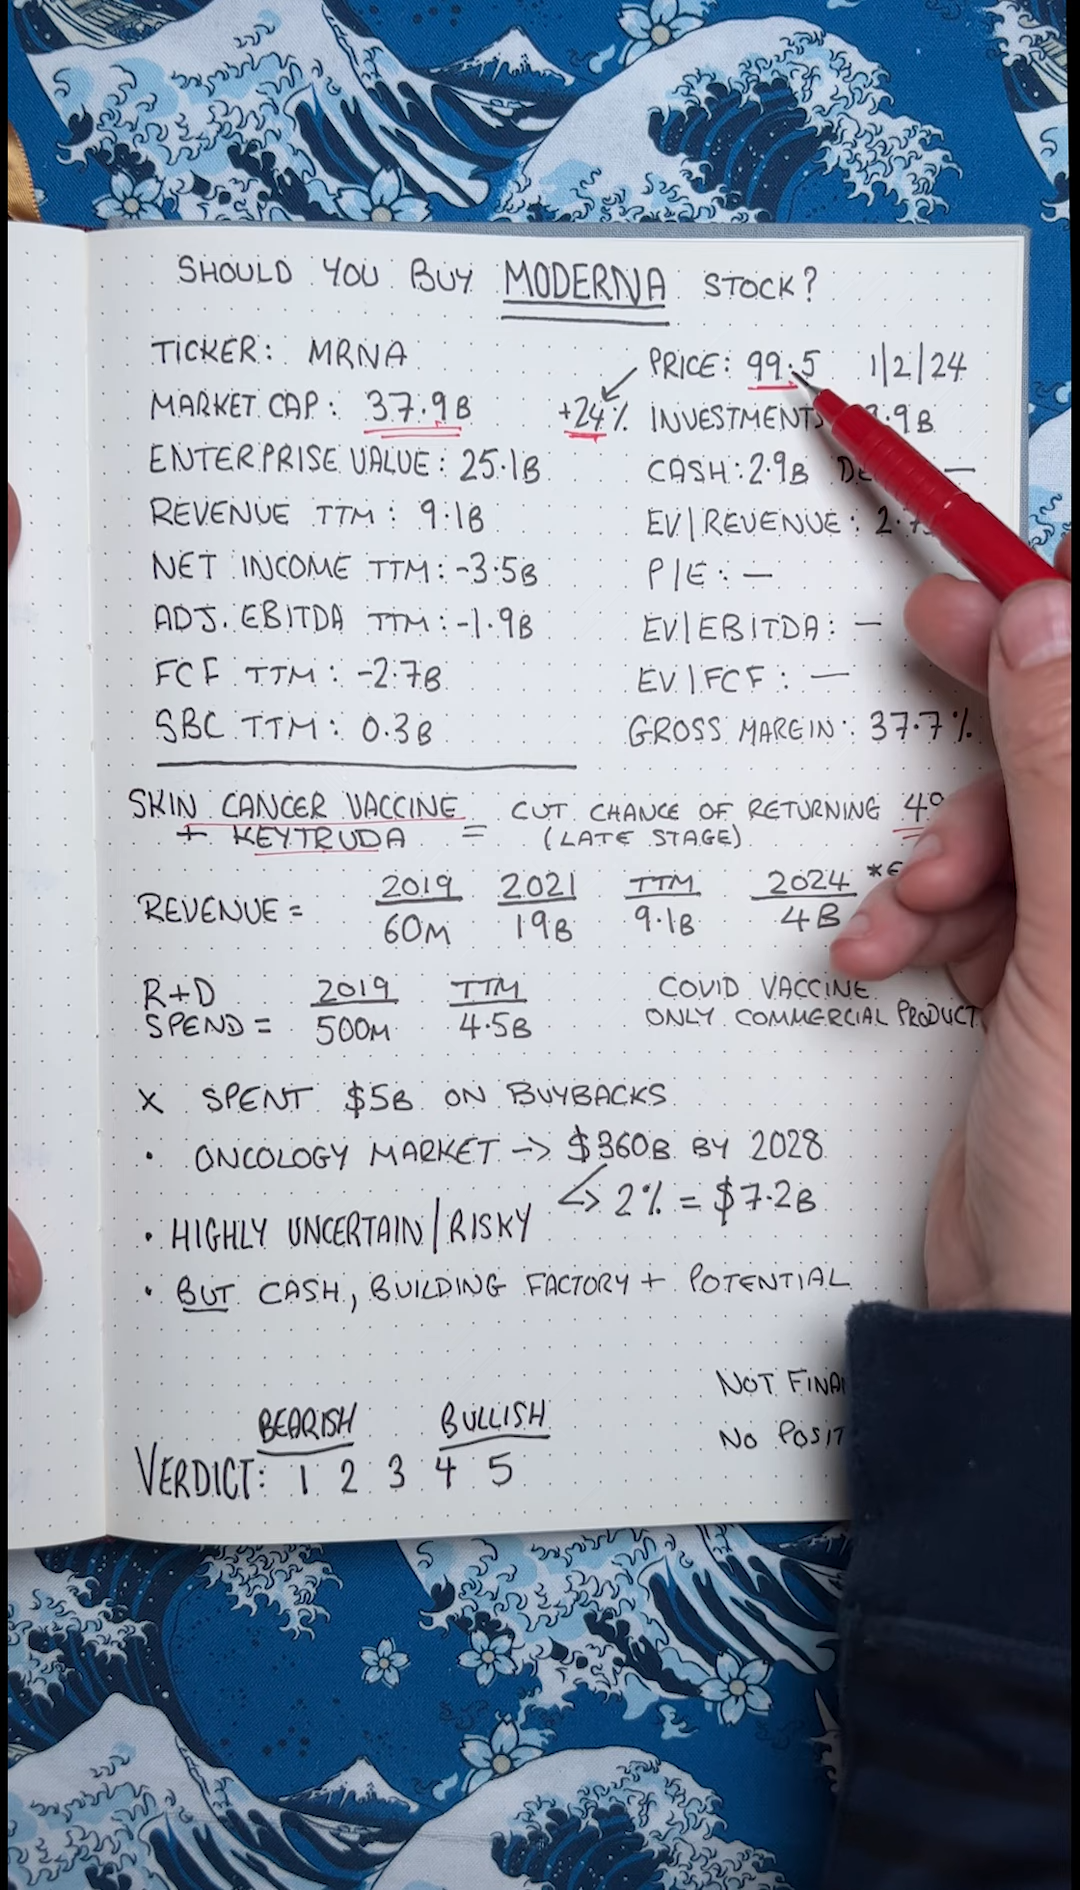 SHOULD YOU BUY MODERNA STOCK?
TICKER: MRNA
PRICE: 99.5 1/2/24
MARKET CAP: 37.9B
+24% INVESTMENTS .9B
ENTERPRISE VALUE: 25.1B
CASH: 2.9B —
REVENUE TTM: 9.1B
EV/REVENUE: 2.
NET INCOME TTM: -3.5B
P/E: —
ADJ. EBITDA TTM: -1.9B
EV/EBITDA: —
FCF TTM: -2.7B
EV/FCF: —
SBC TTM: 0.3B
GROSS MARGIN: 37.7%
SKIN CANCER VACCINE = CUT CHANCE OF RETURNING
+ KEYTRUDA (LATE STAGE)
2019 2021 TTM 2024 *
REVENUE = 60M 19B 9.1B 4B
R+D 2019 TTM
SPEND = 500M 4.5B
COVID VACCINE
ONLY COMMERCIAL PRODUCT
X SPENT $5B ON BUYBACKS
• ONCOLOGY MARKET -> $360B BY 2028
-> 2% = $7.2B
• HIGHLY UNCERTAIN/RISKY
• BUT CASH, BUILDING FACTORY + POTENTIAL
NOT
NO
BEARISH BULLISH
VERDICT: 1 2 3 4 5